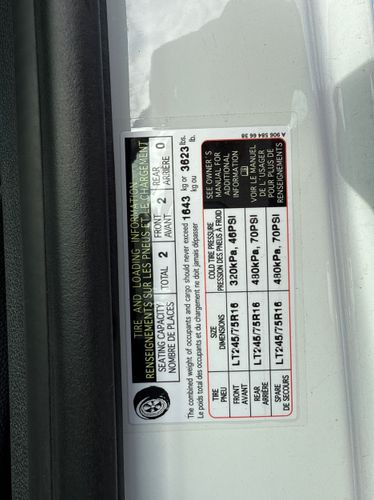 TIRE AND LOADING INFORMATION
RENSEIGNEMENTS SUR LES PNEUS ET LE CHARGEMENT
SEATING CAPACITY
NOMBRE DE PLACES
TOTAL 2
FRONT
AVANT
2
REAR
ARRIÈRE
0
The combined weight of occupants and cargo should never exceed 1643 kg or 3623 lbs.
Le poids total des occupants et du chargement ne doit jamais dépasser kg ou lb.
TIRE
PNEU
SIZE
DIMENSIONS
COLD TIRE PRESSURE
PRESSION DES PNEUS À FROID
SEE OWNER'S
MANUAL FOR
ADDITIONAL
INFORMATION
VOIR LE MANUEL
DE L'USAGER
POUR PLUS DE
RENSEIGNEMENTS
FRONT
AVANT
LT245/75R16
320kPa, 46PSI
REAR
ARRIÈRE
LT245/75R16
480kPa, 70PSI
SPARE
DE SECOURS
LT245/75R16
480kPa, 70PSI
A 906 584 66 38